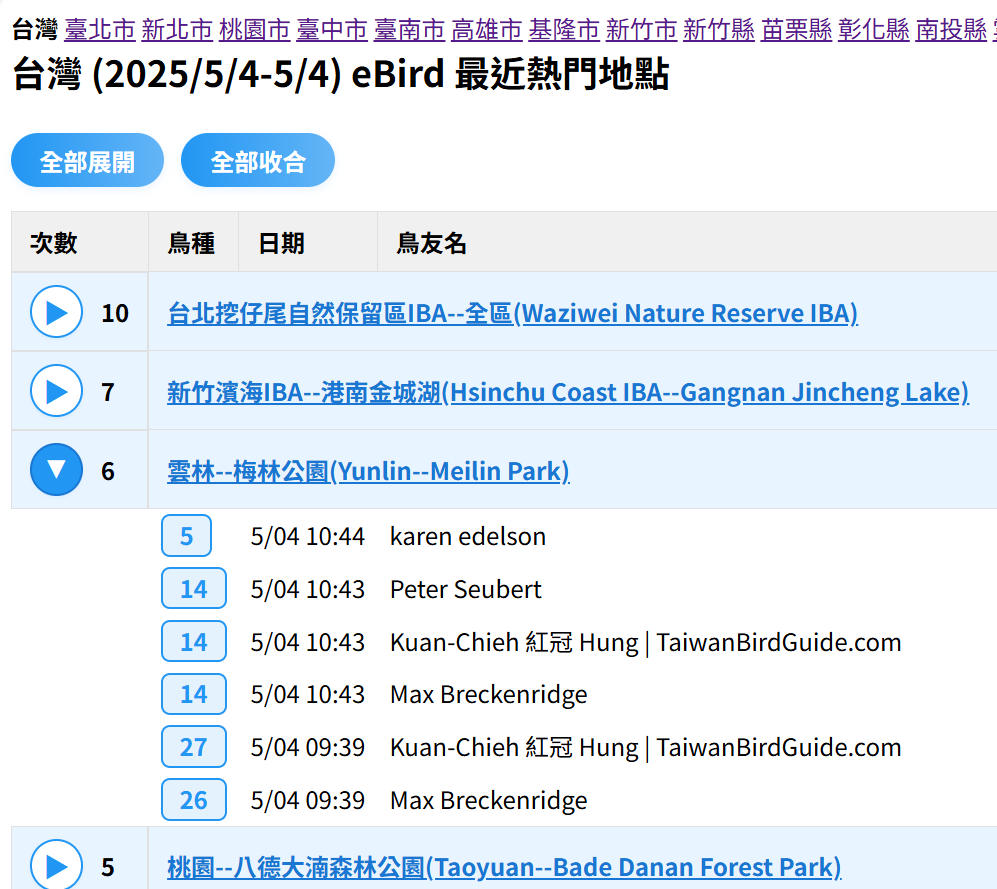 台灣 臺北市 新北市 桃園市 臺中市 臺南市 高雄市 基隆市 新竹市 新竹縣 苗栗縣 彰化縣 南投縣
台灣 (2025/5/4-5/4) eBird 最近熱門地點
全部展開 全部收合
次數 鳥種 日期 鳥友名
▶ 10 台北挖仔尾自然保留區IBA--全區(Waziwei Nature Reserve IBA)
▶ 7 新竹濱海IBA--港南金城湖(Hsinchu Coast IBA--Gangnan Jincheng Lake)
▼ 6 雲林--梅林公園(Yunlin--Meilin Park)
5 5/04 10:44 karen edelson
14 5/04 10:43 Peter Seubert
14 5/04 10:43 Kuan-Chieh 紅冠 Hung | TaiwanBirdGuide.com
14 5/04 10:43 Max Breckenridge
27 5/04 09:39 Kuan-Chieh 紅冠 Hung | TaiwanBirdGuide.com
26 5/04 09:39 Max Breckenridge
▶ 5 桃園--八德大湳森林公園(Taoyuan--Bade Danan Forest Park)